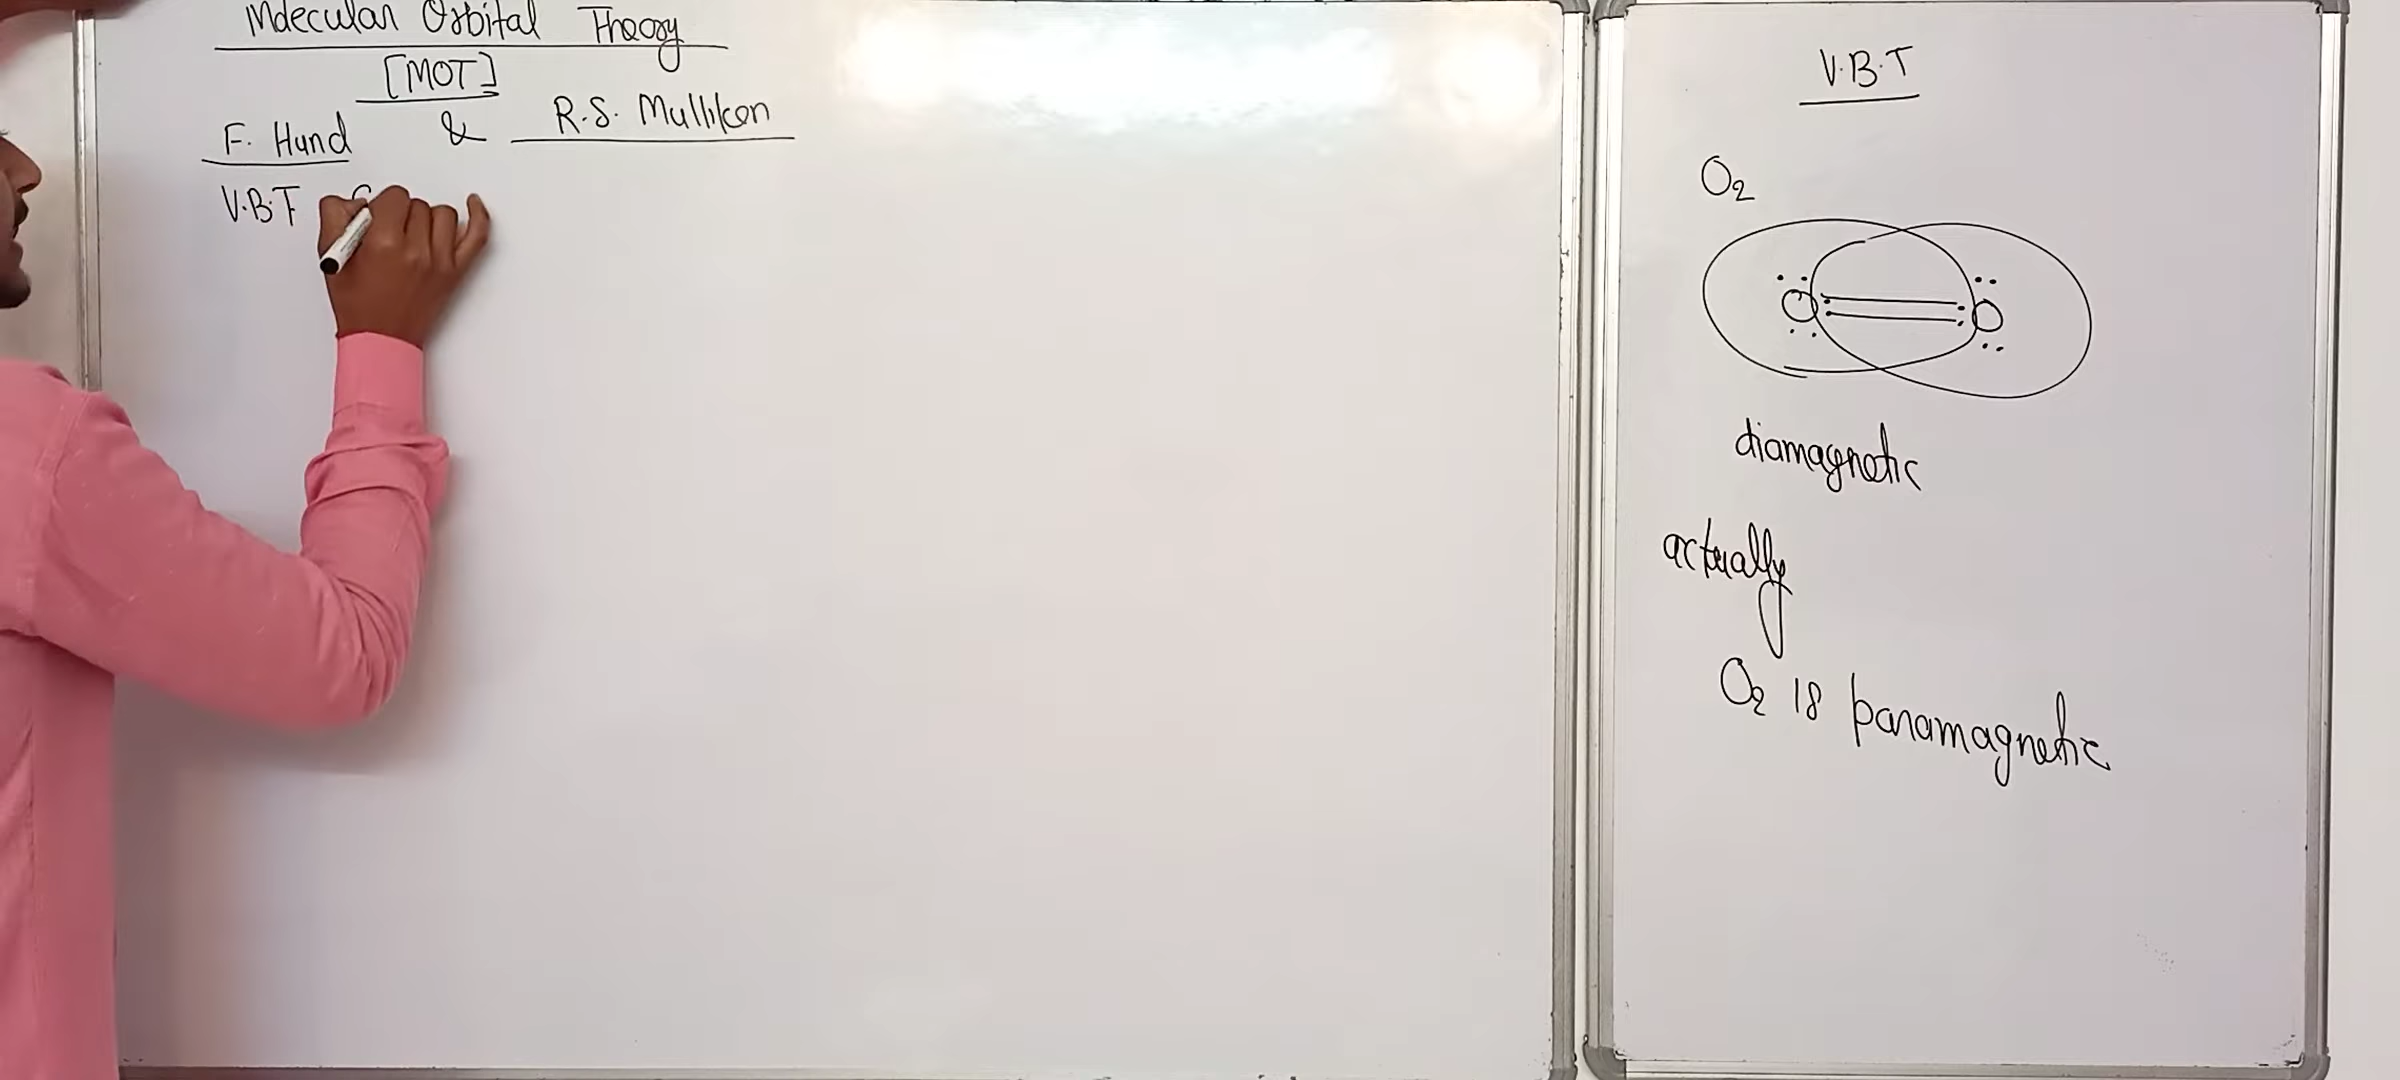 Molecular Orbital Theory
[MOT]
F. Hund & R.S. Mulliken
V.B.T
V.B.T
O2
O O
diamagnetic
actually
O2 is paramagnetic